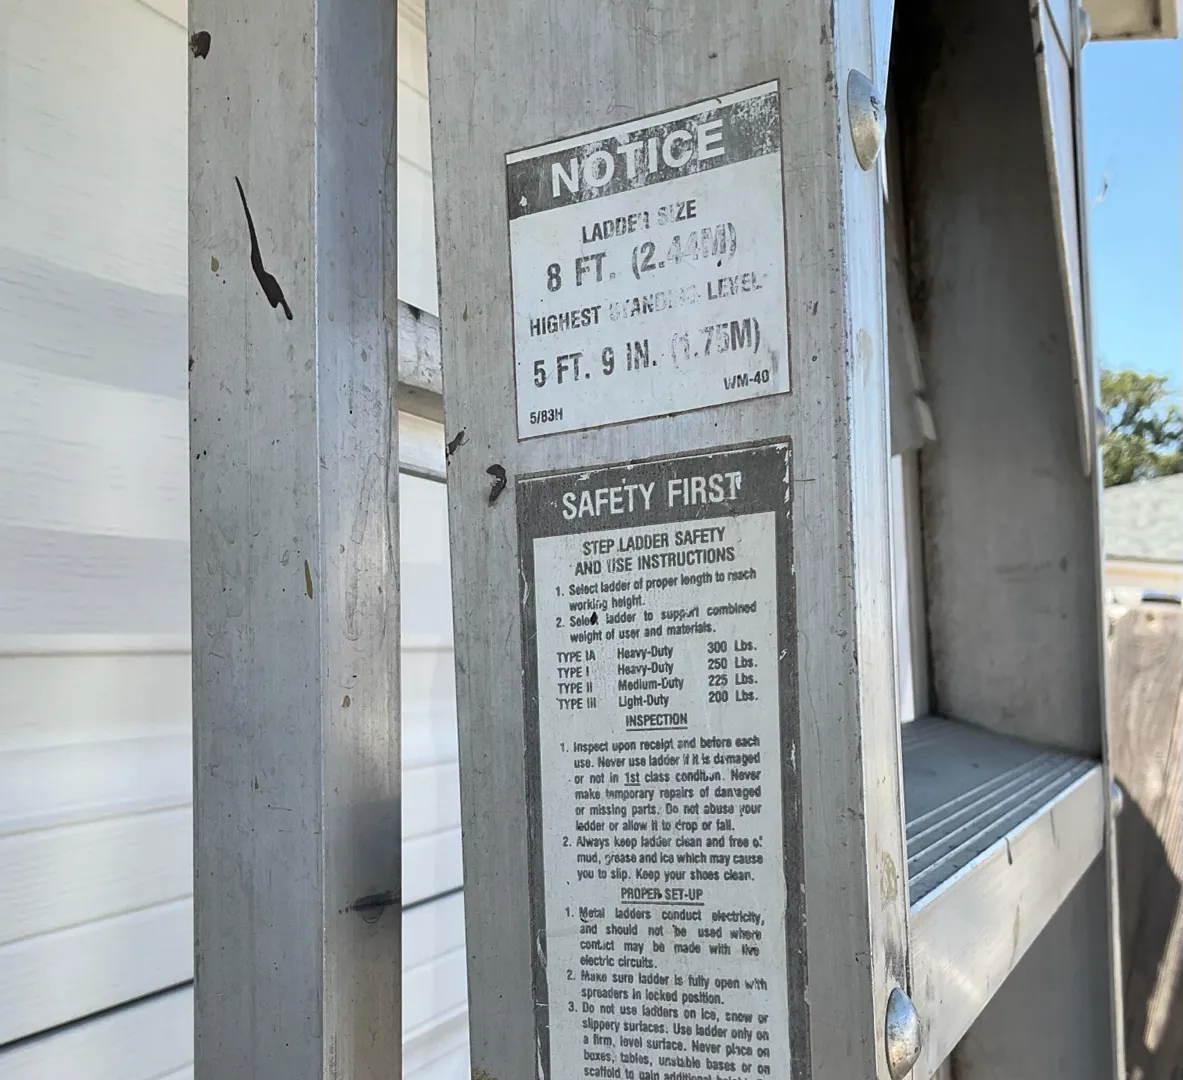 NOTICE
LADDER SIZE
8 FT. (2.44M)
HIGHEST STANDING LEVEL
5 FT. 9 IN. (1.75M)
WM-40
5/83H
SAFETY FIRST
STEP LADDER SAFETY
AND USE INSTRUCTIONS
1. Select ladder of proper length to reach
working height.
2. Select ladder to support combined
weight of user and materials.
TYPE IA Heavy-Duty 300 Lbs.
TYPE I Heavy-Duty 250 Lbs.
TYPE II Medium-Duty 225 Lbs.
TYPE III Light-Duty 200 Lbs.
INSPECTION
1. Inspect upon receipt and before each
use. Never use ladder if it is damaged
or not in 1st class condition. Never
make temporary repairs of damaged
or missing parts. Do not abuse your
ladder or allow it to drop or fall.
2. Always keep ladder clean and free of
mud, grease and ice which may cause
you to slip. Keep your shoes clean.
PROPER SET-UP
1. Metal ladders conduct electricity,
and should not be used where
contact may be made with live
electric circuits.
2. Make sure ladder is fully open with
spreaders in locked position.
3. Do not use ladders on ice, snow or
slippery surfaces. Use ladder only on
a firm, level surface. Never place on
boxes, tables, unstable bases or on
scaffold to gain additional